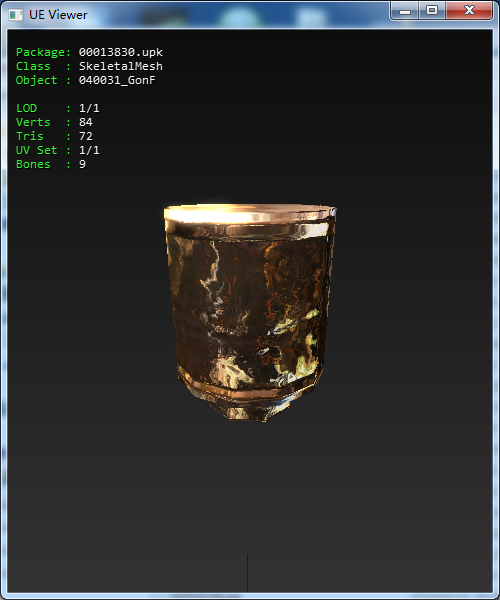 UE Viewer
Package: 00013830.upk
Class  : SkeletalMesh
Object : 040031_GonF
LOD    : 1/1
Verts  : 84
Tris   : 72
UV Set : 1/1
Bones  : 9